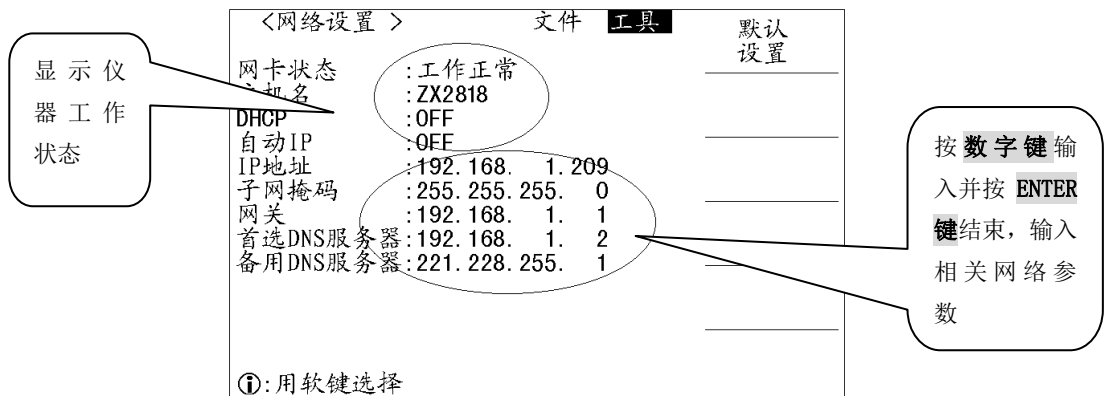 <网络设置 > 文件 工具
默认
设置
显示仪
器工作
状态
网卡状态 :工作正常
主机名 :ZX2818
DHCP :OFF
自动IP :OFF
IP地址 :192.168. 1.209
子网掩码 :255.255.255. 0
网关 :192.168. 1. 1
首选DNS服务器:192.168. 1. 2
备用DNS服务器:221.228.255. 1
按数字键输
入并按 ENTER
键结束，输入
相关网络参
数
ⓘ:用软键选择